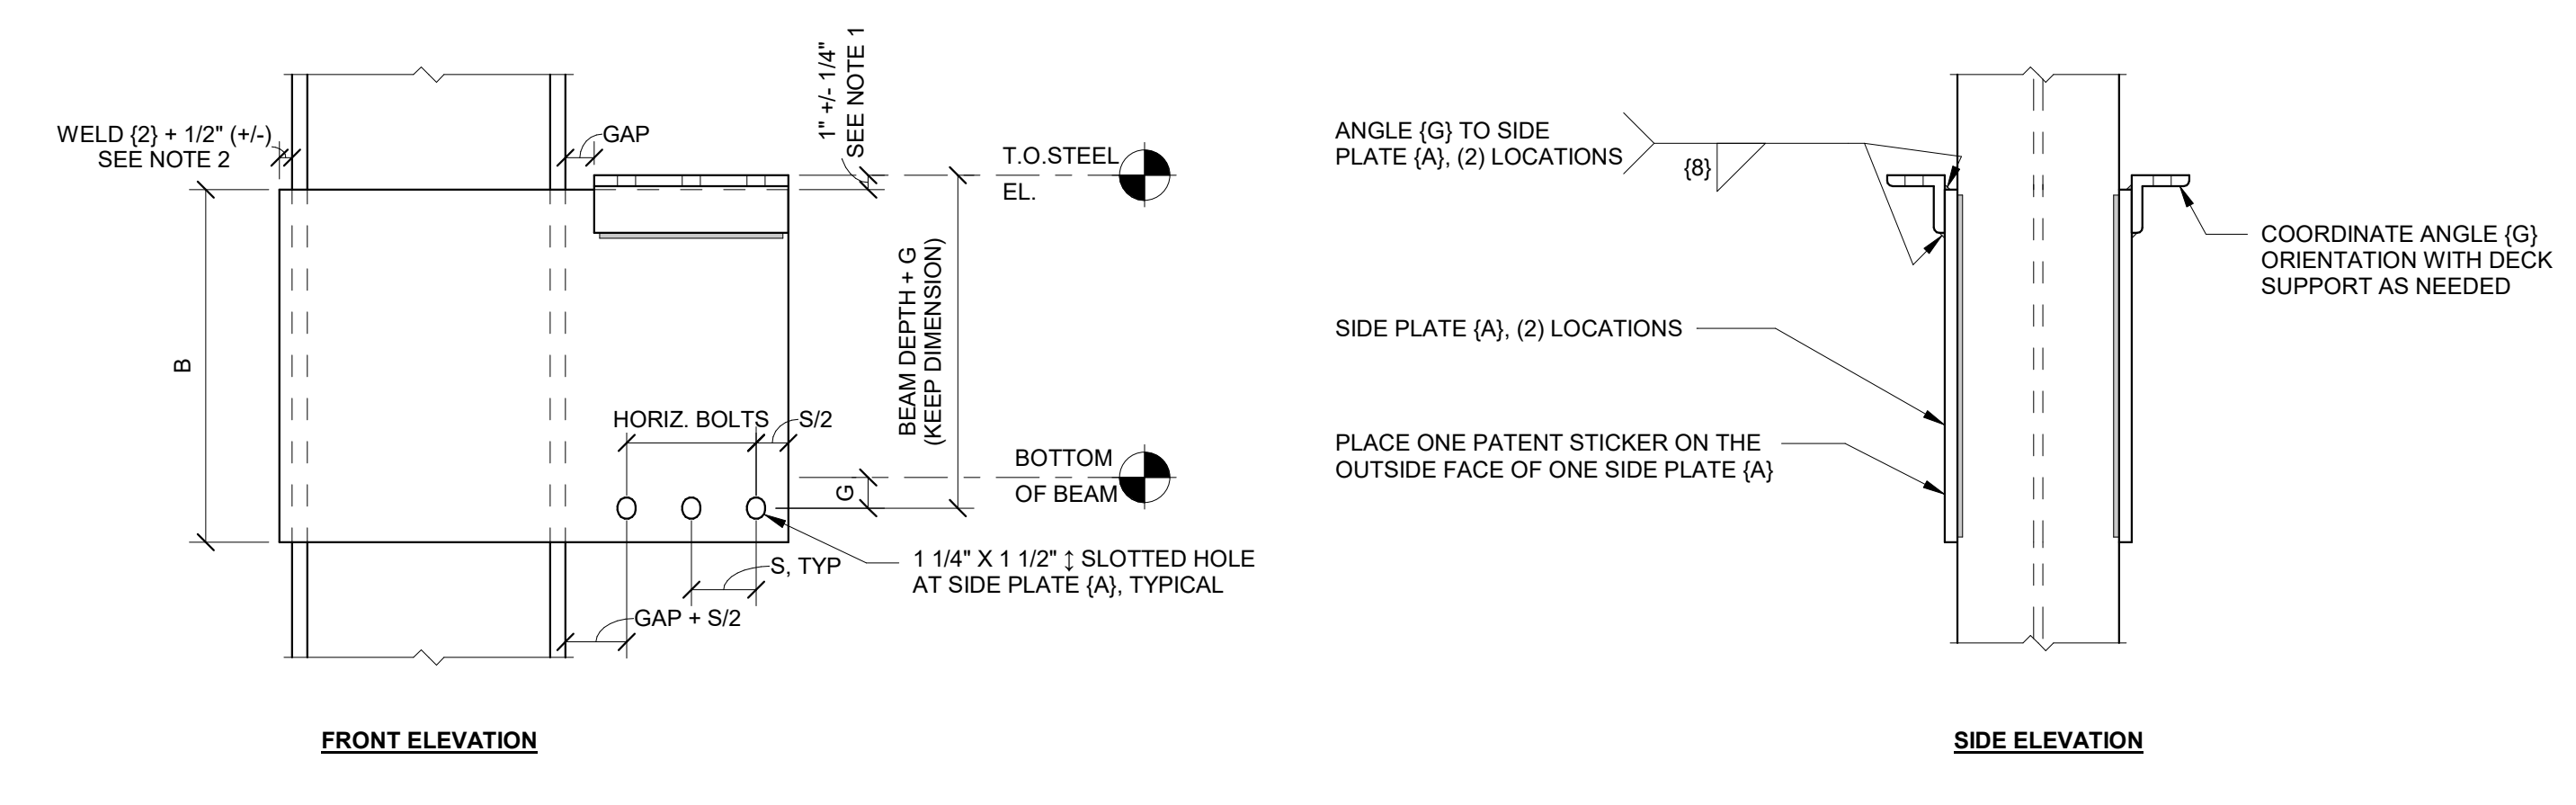 WELD {2} + 1/2" (+/-)
SEE NOTE 2
GAP
1" +/- 1/4"
SEE NOTE 1
T.O.STEEL
EL.
B
BEAM DEPTH + G
(KEEP DIMENSION)
HORIZ. BOLTS
S/2
G
BOTTOM
OF BEAM
S, TYP
GAP + S/2
1 1/4" X 1 1/2" ↕ SLOTTED HOLE
AT SIDE PLATE {A}, TYPICAL
FRONT ELEVATION
ANGLE {G} TO SIDE
PLATE {A}, (2) LOCATIONS
{8}
COORDINATE ANGLE {G}
ORIENTATION WITH DECK
SUPPORT AS NEEDED
SIDE PLATE {A}, (2) LOCATIONS
PLACE ONE PATENT STICKER ON THE
OUTSIDE FACE OF ONE SIDE PLATE {A}
SIDE ELEVATION